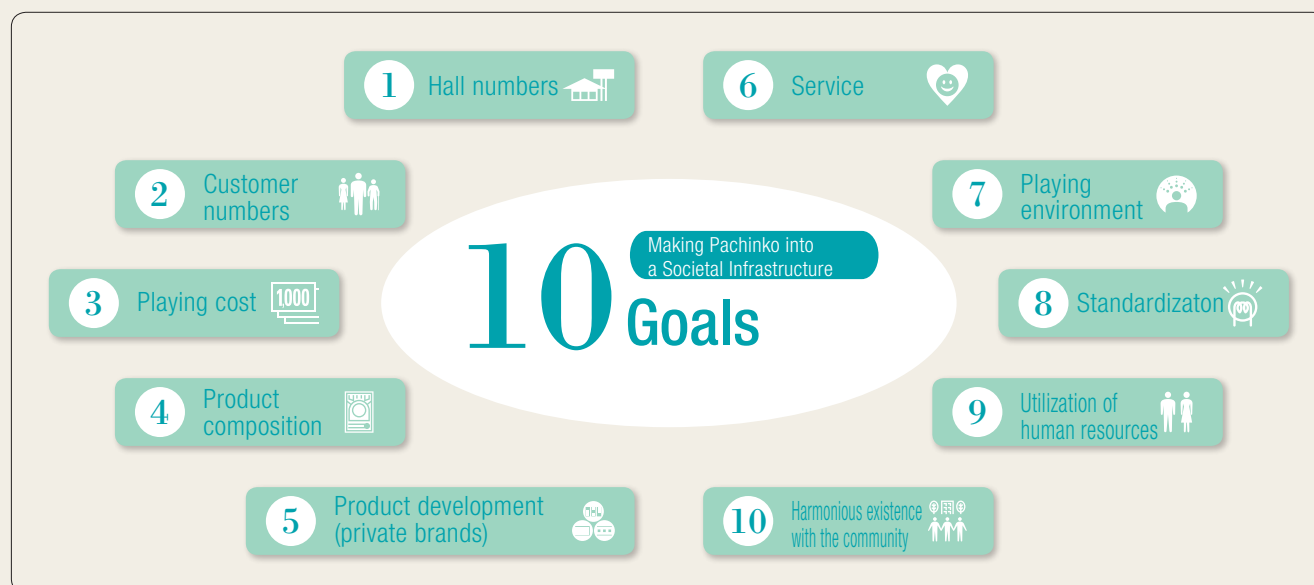 1 Hall numbers
2 Customer
numbers
3 Playing cost 1,000
4 Product
composition
5 Product development
(private brands)
10 Goals
Making Pachinko into
a Societal Infrastructure
6 Service
7 Playing
environment
8 Standardizaton
9 Utilization of
human resources
10 Harmonious existence
with the community